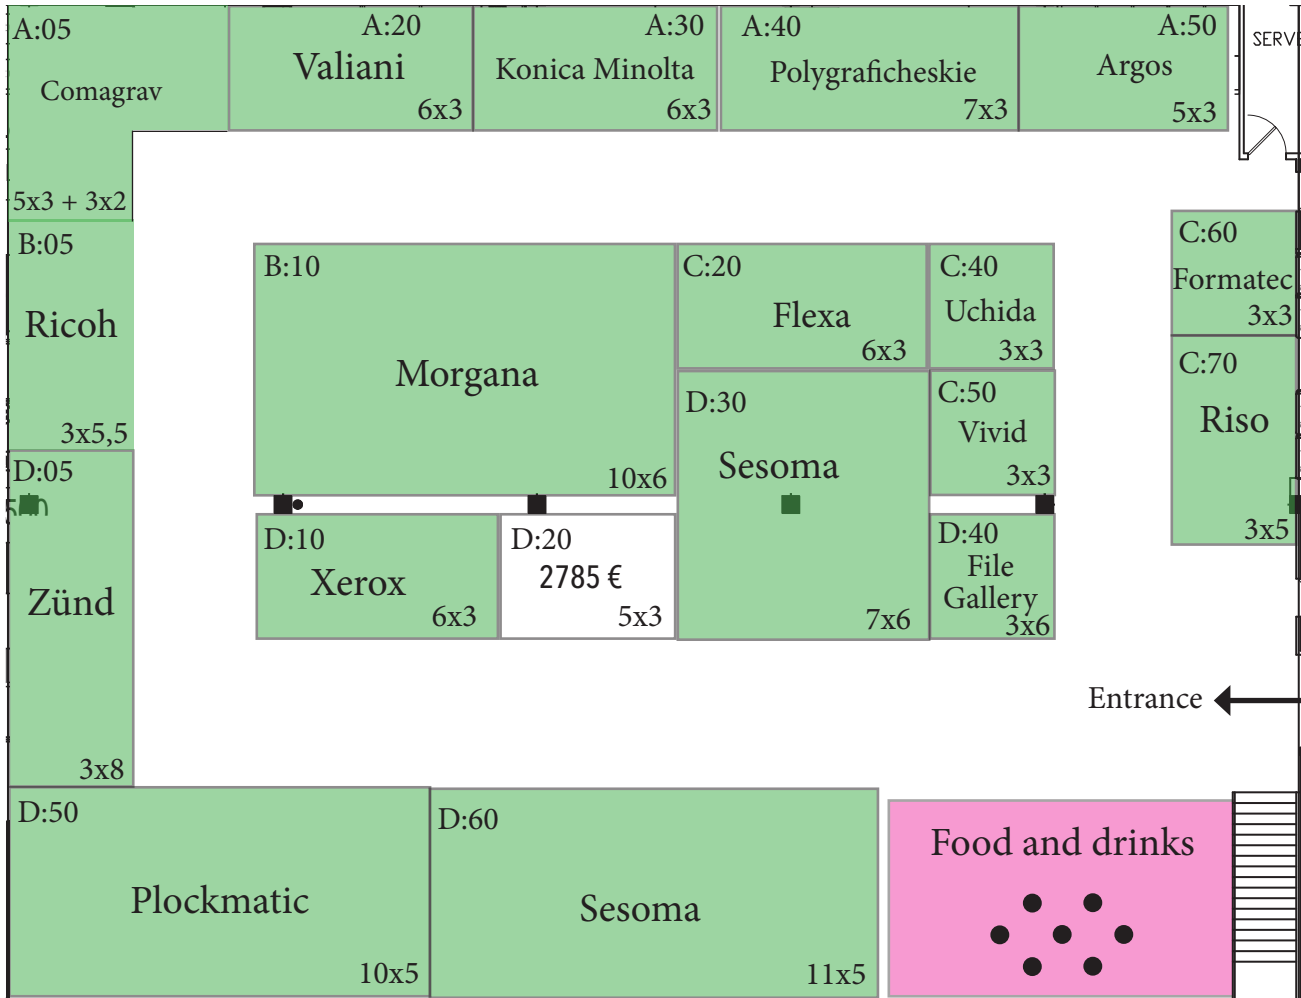 A:05
Comagrav
5x3 + 3x2
A:20
Valiani
6x3
A:30
Konica Minolta
6x3
A:40
Polygraficheskie
7x3
A:50
Argos
5x3
B:05
Ricoh
3x5,5
B:10
Morgana
10x6
C:20
Flexa
6x3
C:40
Uchida
3x3
C:60
Formatec
3x3
C:50
Vivid
3x3
C:70
Riso
3x5
D:05
Zünd
3x8
D:30
Sesoma
7x6
D:10
Xerox
6x3
D:20
2785 €
5x3
D:40
File
Gallery
3x6
Entrance
D:50
Plockmatic
10x5
D:60
Sesoma
11x5
Food and drinks